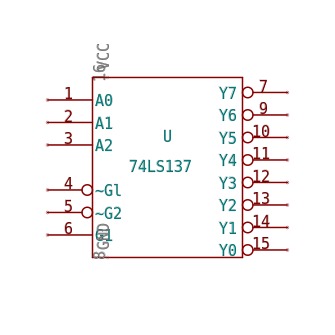 16 VCC
1 A0
2 A1
3 A2
4 ~Gl
5 ~G2
6 G1
8 GND
U
74LS137
Y7 7
Y6 9
Y5 10
Y4 11
Y3 12
Y2 13
Y1 14
Y0 15